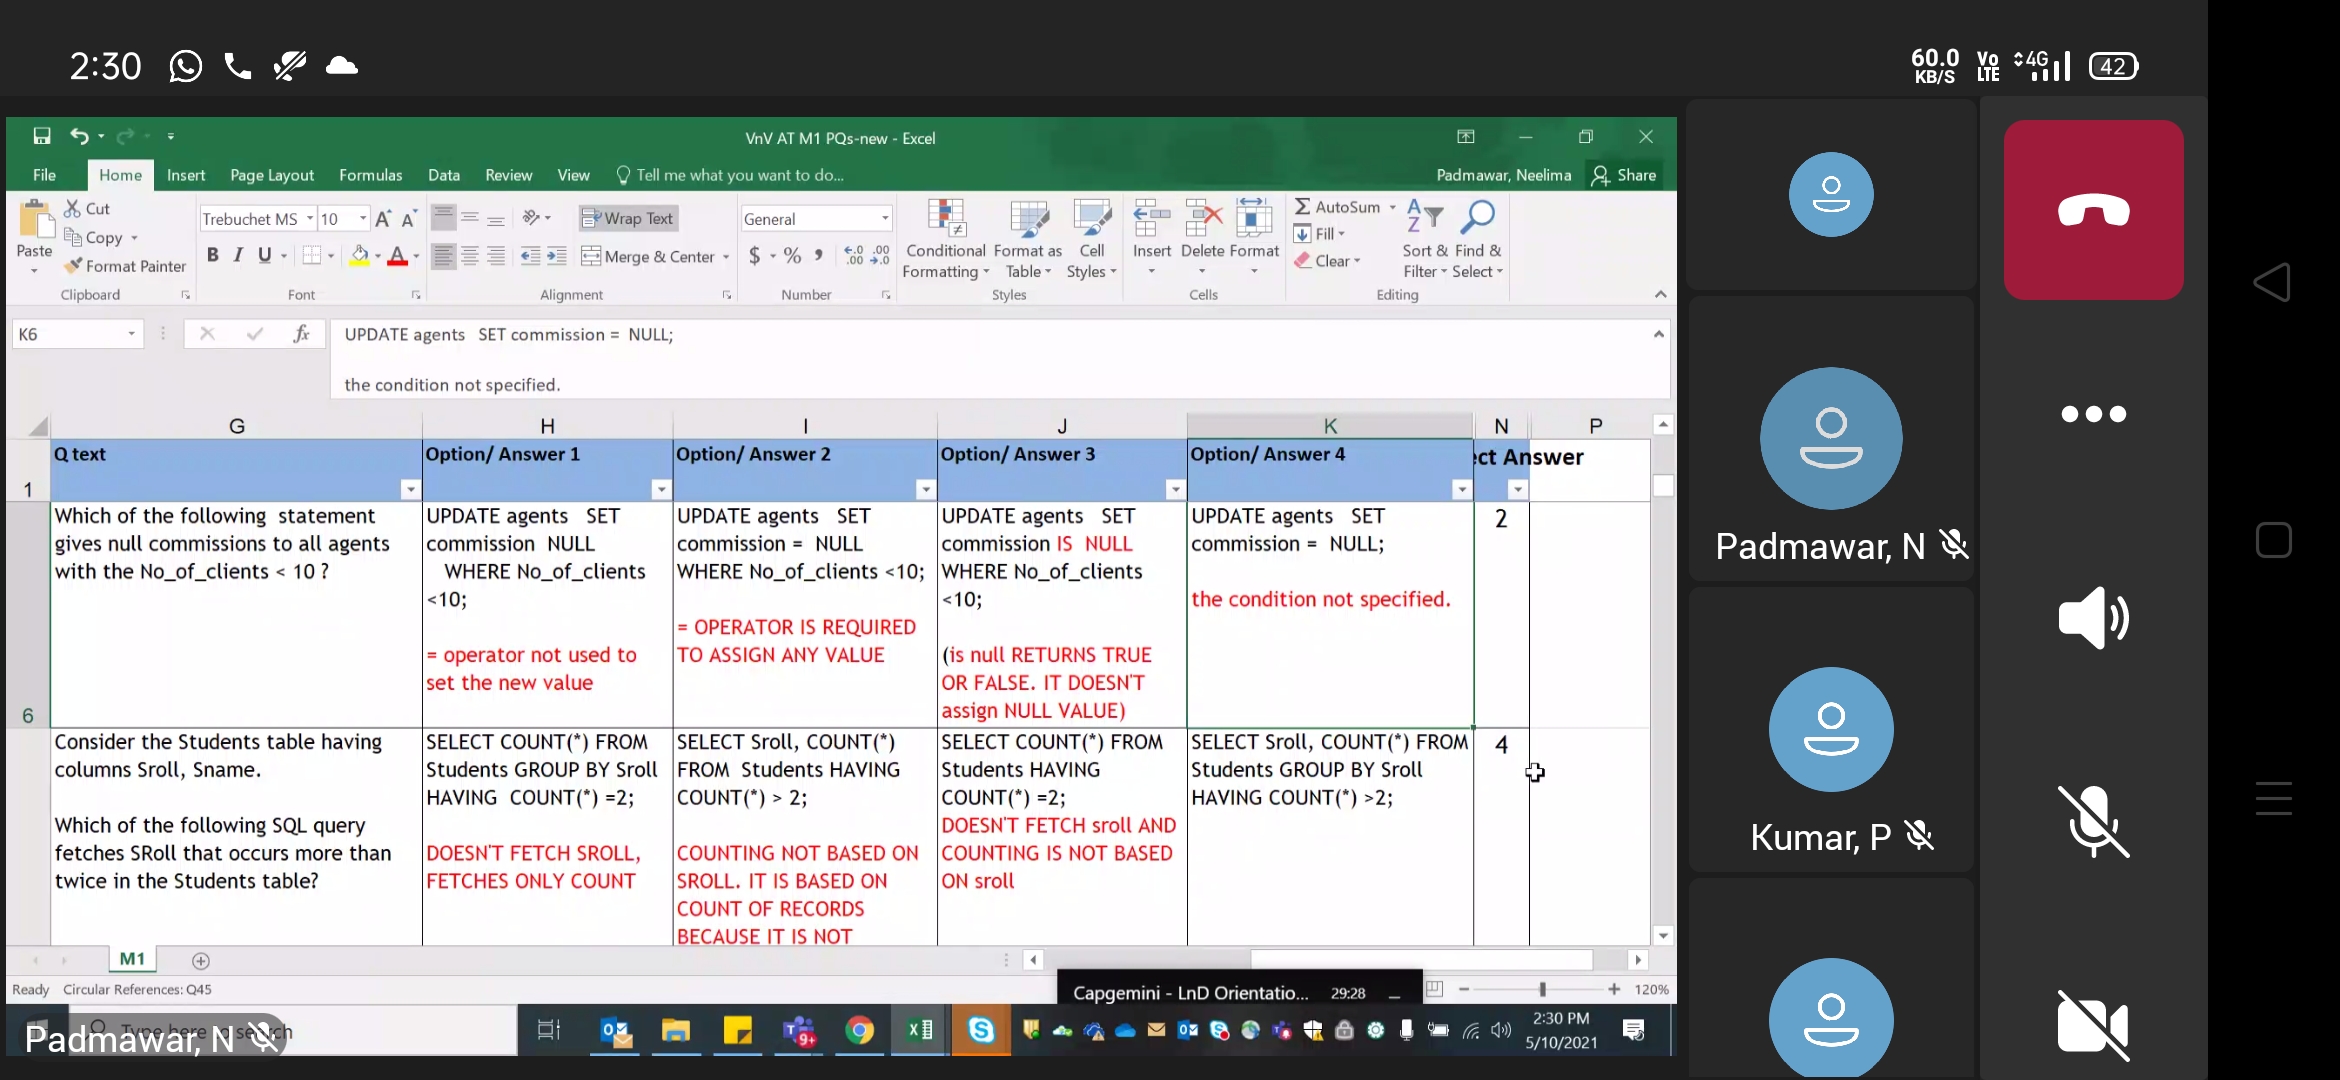 2:30
60.0 KB/S
Vo LTE
4G
42
VnV AT M1 PQs-new - Excel
File Home Insert Page Layout Formulas Data Review View Tell me what you want to do...
Padmawar, Neelima Share
Paste
Cut
Copy
Format Painter
Clipboard
Trebuchet MS 10
B I U
Font
Wrap Text
Merge & Center
Alignment
General
$ % ,
Number
Conditional Formatting
Format as Table
Cell Styles
Styles
Insert Delete Format
Cells
AutoSum
Fill
Clear
Sort & Filter
Find & Select
Editing
K6
fx
UPDATE agents SET commission = NULL;
the condition not specified.
G H I J K N P
1
Q text
Option/ Answer 1
Option/ Answer 2
Option/ Answer 3
Option/ Answer 4
ct Answer
6
Which of the following statement
gives null commissions to all agents
with the No_of_clients < 10 ?
UPDATE agents SET
commission NULL
WHERE No_of_clients
<10;
= operator not used to
set the new value
UPDATE agents SET
commission = NULL
WHERE No_of_clients <10;
= OPERATOR IS REQUIRED
TO ASSIGN ANY VALUE
UPDATE agents SET
commission IS NULL
WHERE No_of_clients
<10;
(is null RETURNS TRUE
OR FALSE. IT DOESN'T
assign NULL VALUE)
UPDATE agents SET
commission = NULL;
the condition not specified.
2
Consider the Students table having
columns Sroll, Sname.
Which of the following SQL query
fetches SRoll that occurs more than
twice in the Students table?
SELECT COUNT(*) FROM
Students GROUP BY Sroll
HAVING COUNT(*) =2;
DOESN'T FETCH SROLL,
FETCHES ONLY COUNT
SELECT Sroll, COUNT(*)
FROM Students HAVING
COUNT(*) > 2;
COUNTING NOT BASED ON
SROLL. IT IS BASED ON
COUNT OF RECORDS
BECAUSE IT IS NOT
SELECT COUNT(*) FROM
Students HAVING
COUNT(*) =2;
DOESN'T FETCH sroll AND
COUNTING IS NOT BASED
ON sroll
SELECT Sroll, COUNT(*) FROM
Students GROUP BY Sroll
HAVING COUNT(*) >2;
4
M1
Ready Circular References: Q45
Capgemini - LnD Orientatio... 29:28
120%
Type here to search
Padmawar, N
9+
2:30 PM
5/10/2021
Padmawar, N
Kumar, P